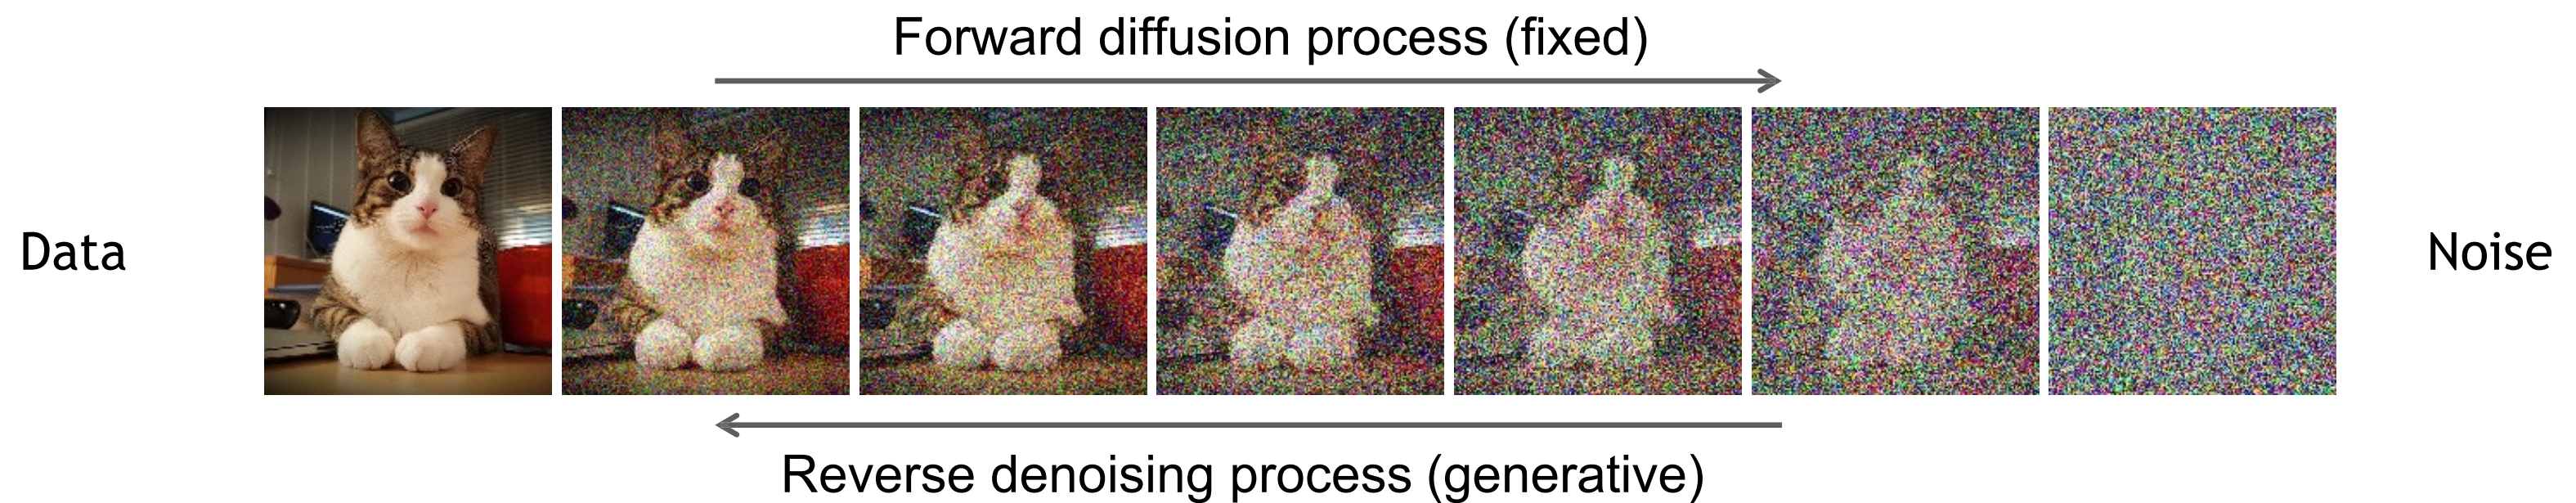 Forward diffusion process (fixed)
Data
Noise
Reverse denoising process (generative)